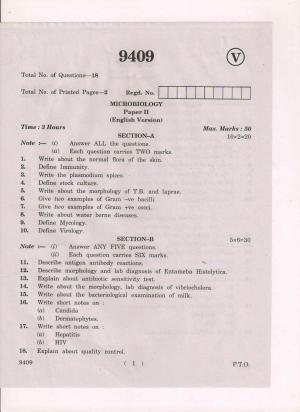 9409
V
Total No. of Questions—18
Total No. of Printed Pages—2 Regd. No.
MICROBIOLOGY
Paper II
(English Version)
Time : 3 Hours Max. Marks : 50
SECTION-A 10×2=20
Note :— (i) Answer ALL the questions.
(ii) Each question carries TWO marks.
1. Write about the normal flora of the skin.
2. Define Immunity.
3. Write the plasmodium spices.
4. Define stock culture.
5. Write about the morphology of T.B. and laprae.
6. Give two examples of Gram -ve bacilli.
7. Give two examples of Gram +ve cocci.
8. Write about water borne diseases.
9. Define Mycology.
10. Define Virology.
SECTION-B 5×6=30
Note :— (i) Answer ANY FIVE questions.
(ii) Each question carries SIX marks.
11. Describe antigen antibody reactions.
12. Describe morphology and lab diagnosis of Entameba Histolytica.
13. Explain about antibiotic sensitivity test.
14. Write about the morphology, lab diagnosis of vibriocholera.
15. Write about the bacteriological examination of milk.
16. Write short notes on :
(a) Candida
(b) Dermatophytes.
17. Write short notes on :
(a) Hepatitis
(b) HIV
18. Explain about quality control.
9409 ( 1 ) P.T.O.